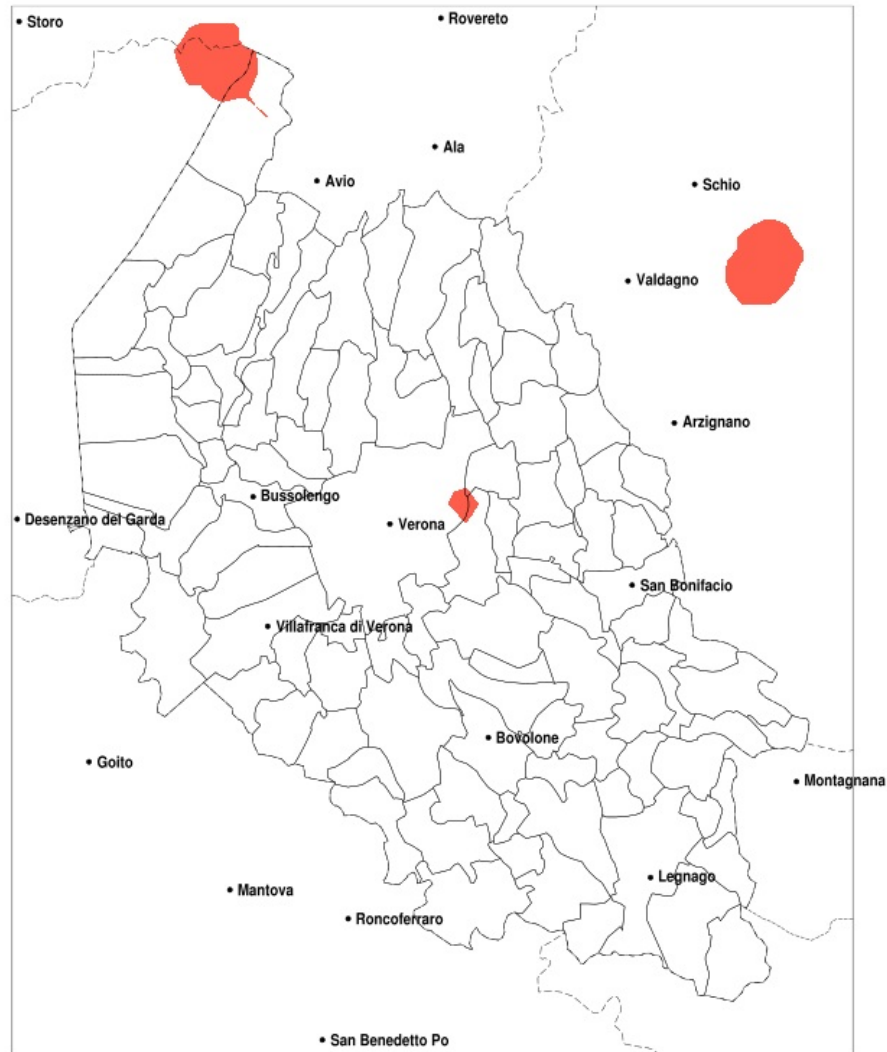 Storo
Rovereto
Ala
Avio
Schio
Valdagno
Arzignano
Bussolengo
Desenzano del Garda
Verona
San Bonifacio
Villafranca di Verona
Bovolone
Goito
Montagnana
Legnago
Mantova
Roncoferraro
San Benedetto Po